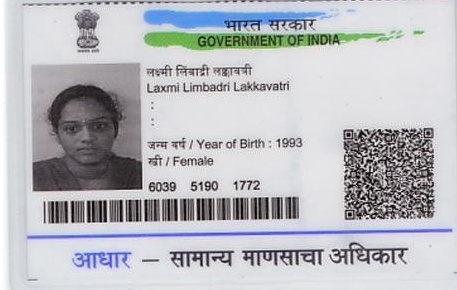 भारत सरकार
GOVERNMENT OF INDIA
लक्ष्मी लिंबाद्री लक्कावत्री
Laxmi Limbadri Lakkavatri
:
:
जन्म वर्ष / Year of Birth : 1993
स्त्री / Female
6039 5190 1772
आधार – सामान्य माणसाचा अधिकार